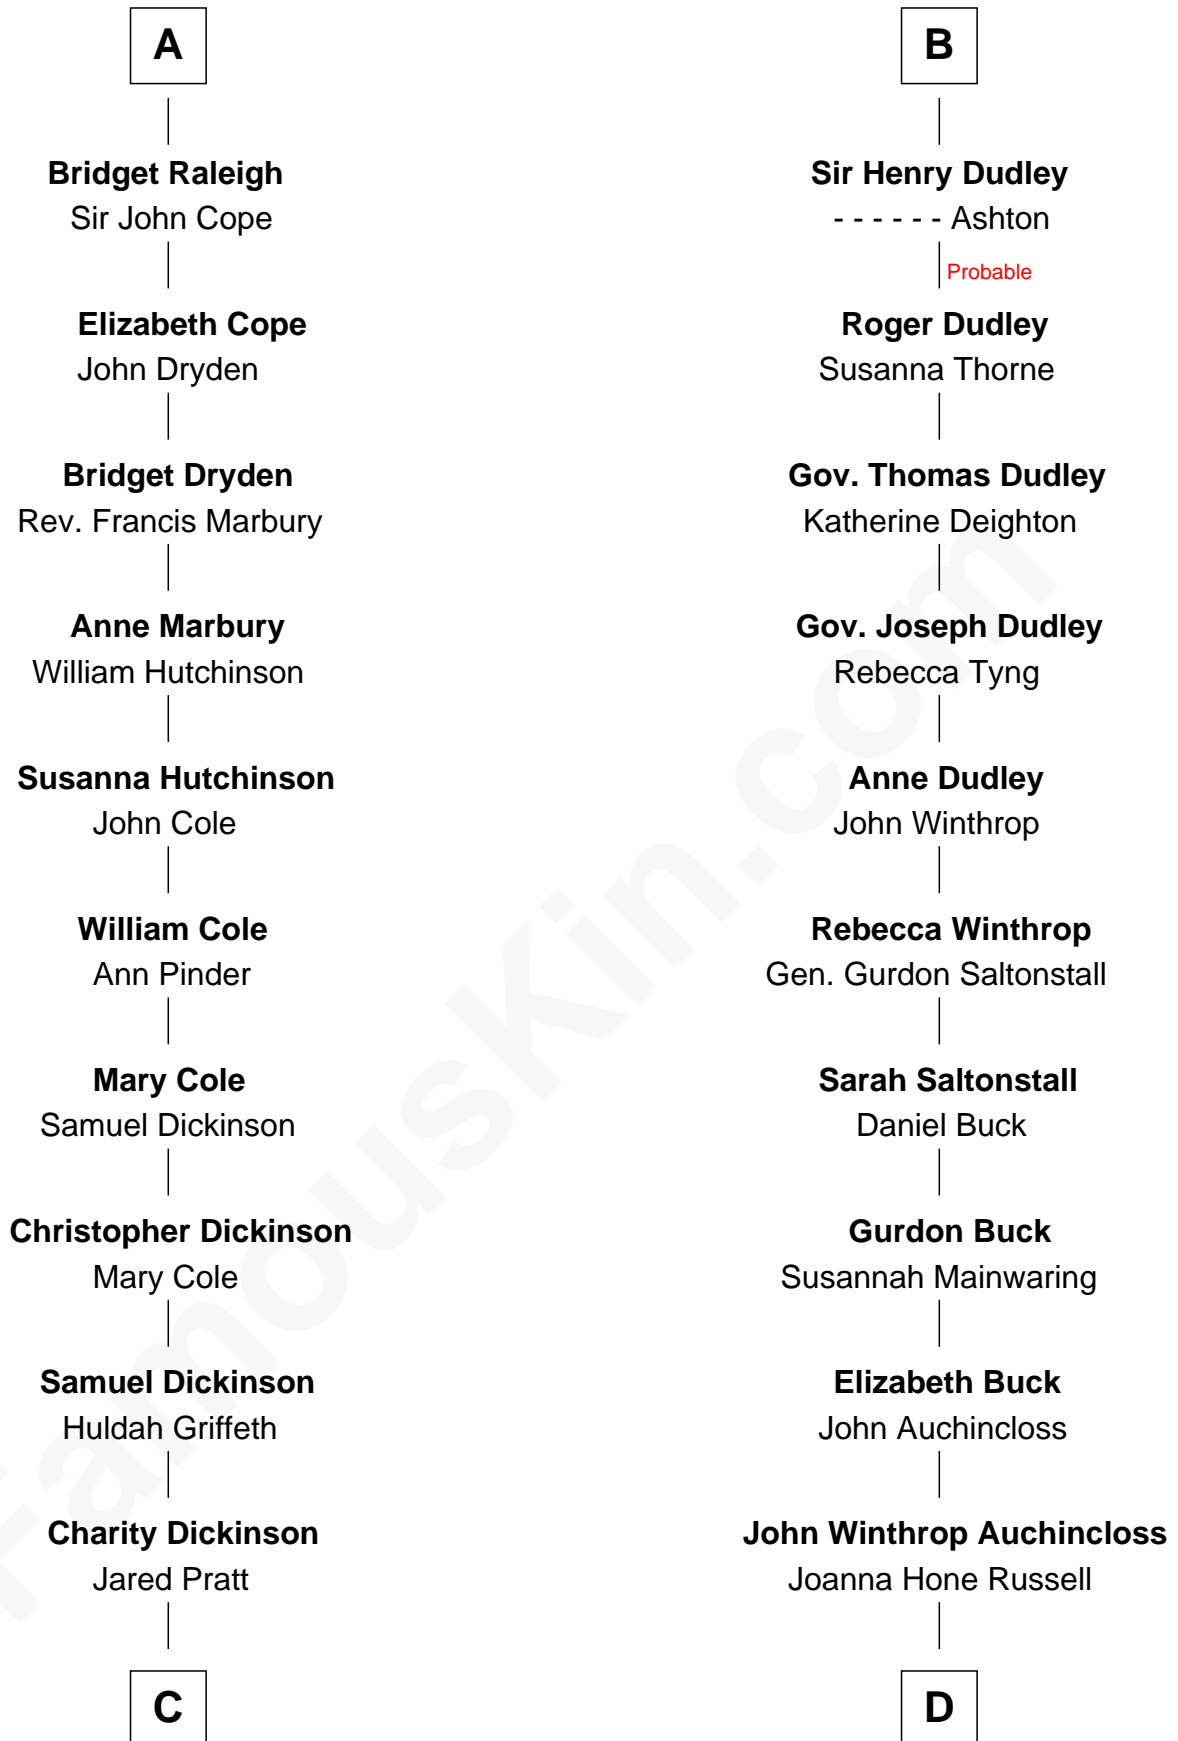 A
Bridget Raleigh
Sir John Cope
Elizabeth Cope
John Dryden
Bridget Dryden
Rev. Francis Marbury
Anne Marbury
William Hutchinson
Susanna Hutchinson
John Cole
William Cole
Ann Pinder
Mary Cole
Samuel Dickinson
Christopher Dickinson
Mary Cole
Samuel Dickinson
Huldah Griffeth
Charity Dickinson
Jared Pratt
C
B
Sir Henry Dudley
- - - - - - Ashton
Probable
Roger Dudley
Susanna Thorne
Gov. Thomas Dudley
Katherine Deighton
Gov. Joseph Dudley
Rebecca Tyng
Anne Dudley
John Winthrop
Rebecca Winthrop
Gen. Gurdon Saltonstall
Sarah Saltonstall
Daniel Buck
Gurdon Buck
Susannah Mainwaring
Elizabeth Buck
John Auchincloss
John Winthrop Auchincloss
Joanna Hone Russell
D
FamousKin.com